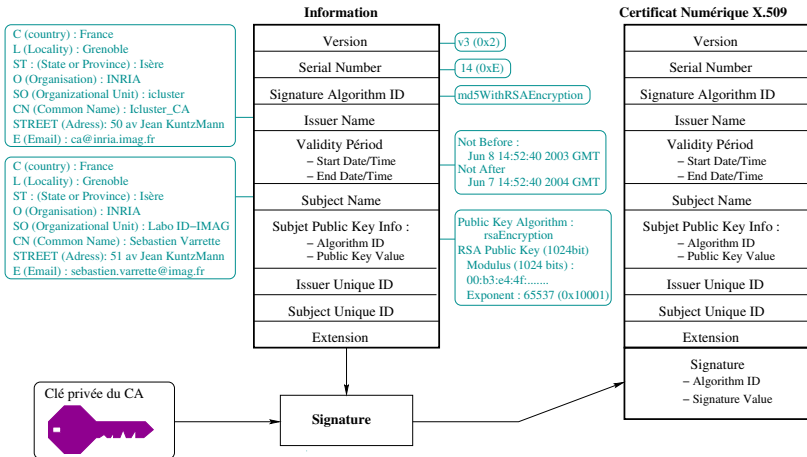 Information
Certificat Numérique X.509
C (country) : France
L (Locality) : Grenoble
ST : (State or Province) : Isère
O (Organisation) : INRIA
SO (Organizational Unit) : icluster
CN (Common Name) : Icluster_CA
STREET (Adress): 50 av Jean KuntzMann
E (Email) : ca@inria.imag.fr
C (country) : France
L (Locality) : Grenoble
ST : (State or Province) : Isère
O (Organisation) : INRIA
SO (Organizational Unit) : Labo ID−IMAG
CN (Common Name) : Sebastien Varrette
STREET (Adress): 51 av Jean KuntzMann
E (Email) : sebastien.varrette@imag.fr
Version
Serial Number
Signature Algorithm ID
Issuer Name
Validity Périod
− Start Date/Time
− End Date/Time
Subject Name
Subjet Public Key Info :
− Algorithm ID
− Public Key Value
Issuer Unique ID
Subject Unique ID
Extension
v3 (0x2)
14 (0xE)
md5WithRSAEncryption
Not Before :
Jun 8 14:52:40 2003 GMT
Not After
Jun 7 14:52:40 2004 GMT
Public Key Algorithm :
rsaEncryption
RSA Public Key (1024bit)
Modulus (1024 bits) :
00:b3:e4:4f:.......
Exponent : 65537 (0x10001)
Version
Serial Number
Signature Algorithm ID
Issuer Name
Validity Périod
− Start Date/Time
− End Date/Time
Subject Name
Subjet Public Key Info :
− Algorithm ID
− Public Key Value
Issuer Unique ID
Subject Unique ID
Extension
Signature
− Algorithm ID
− Signature Value
Clé privée du CA
Signature